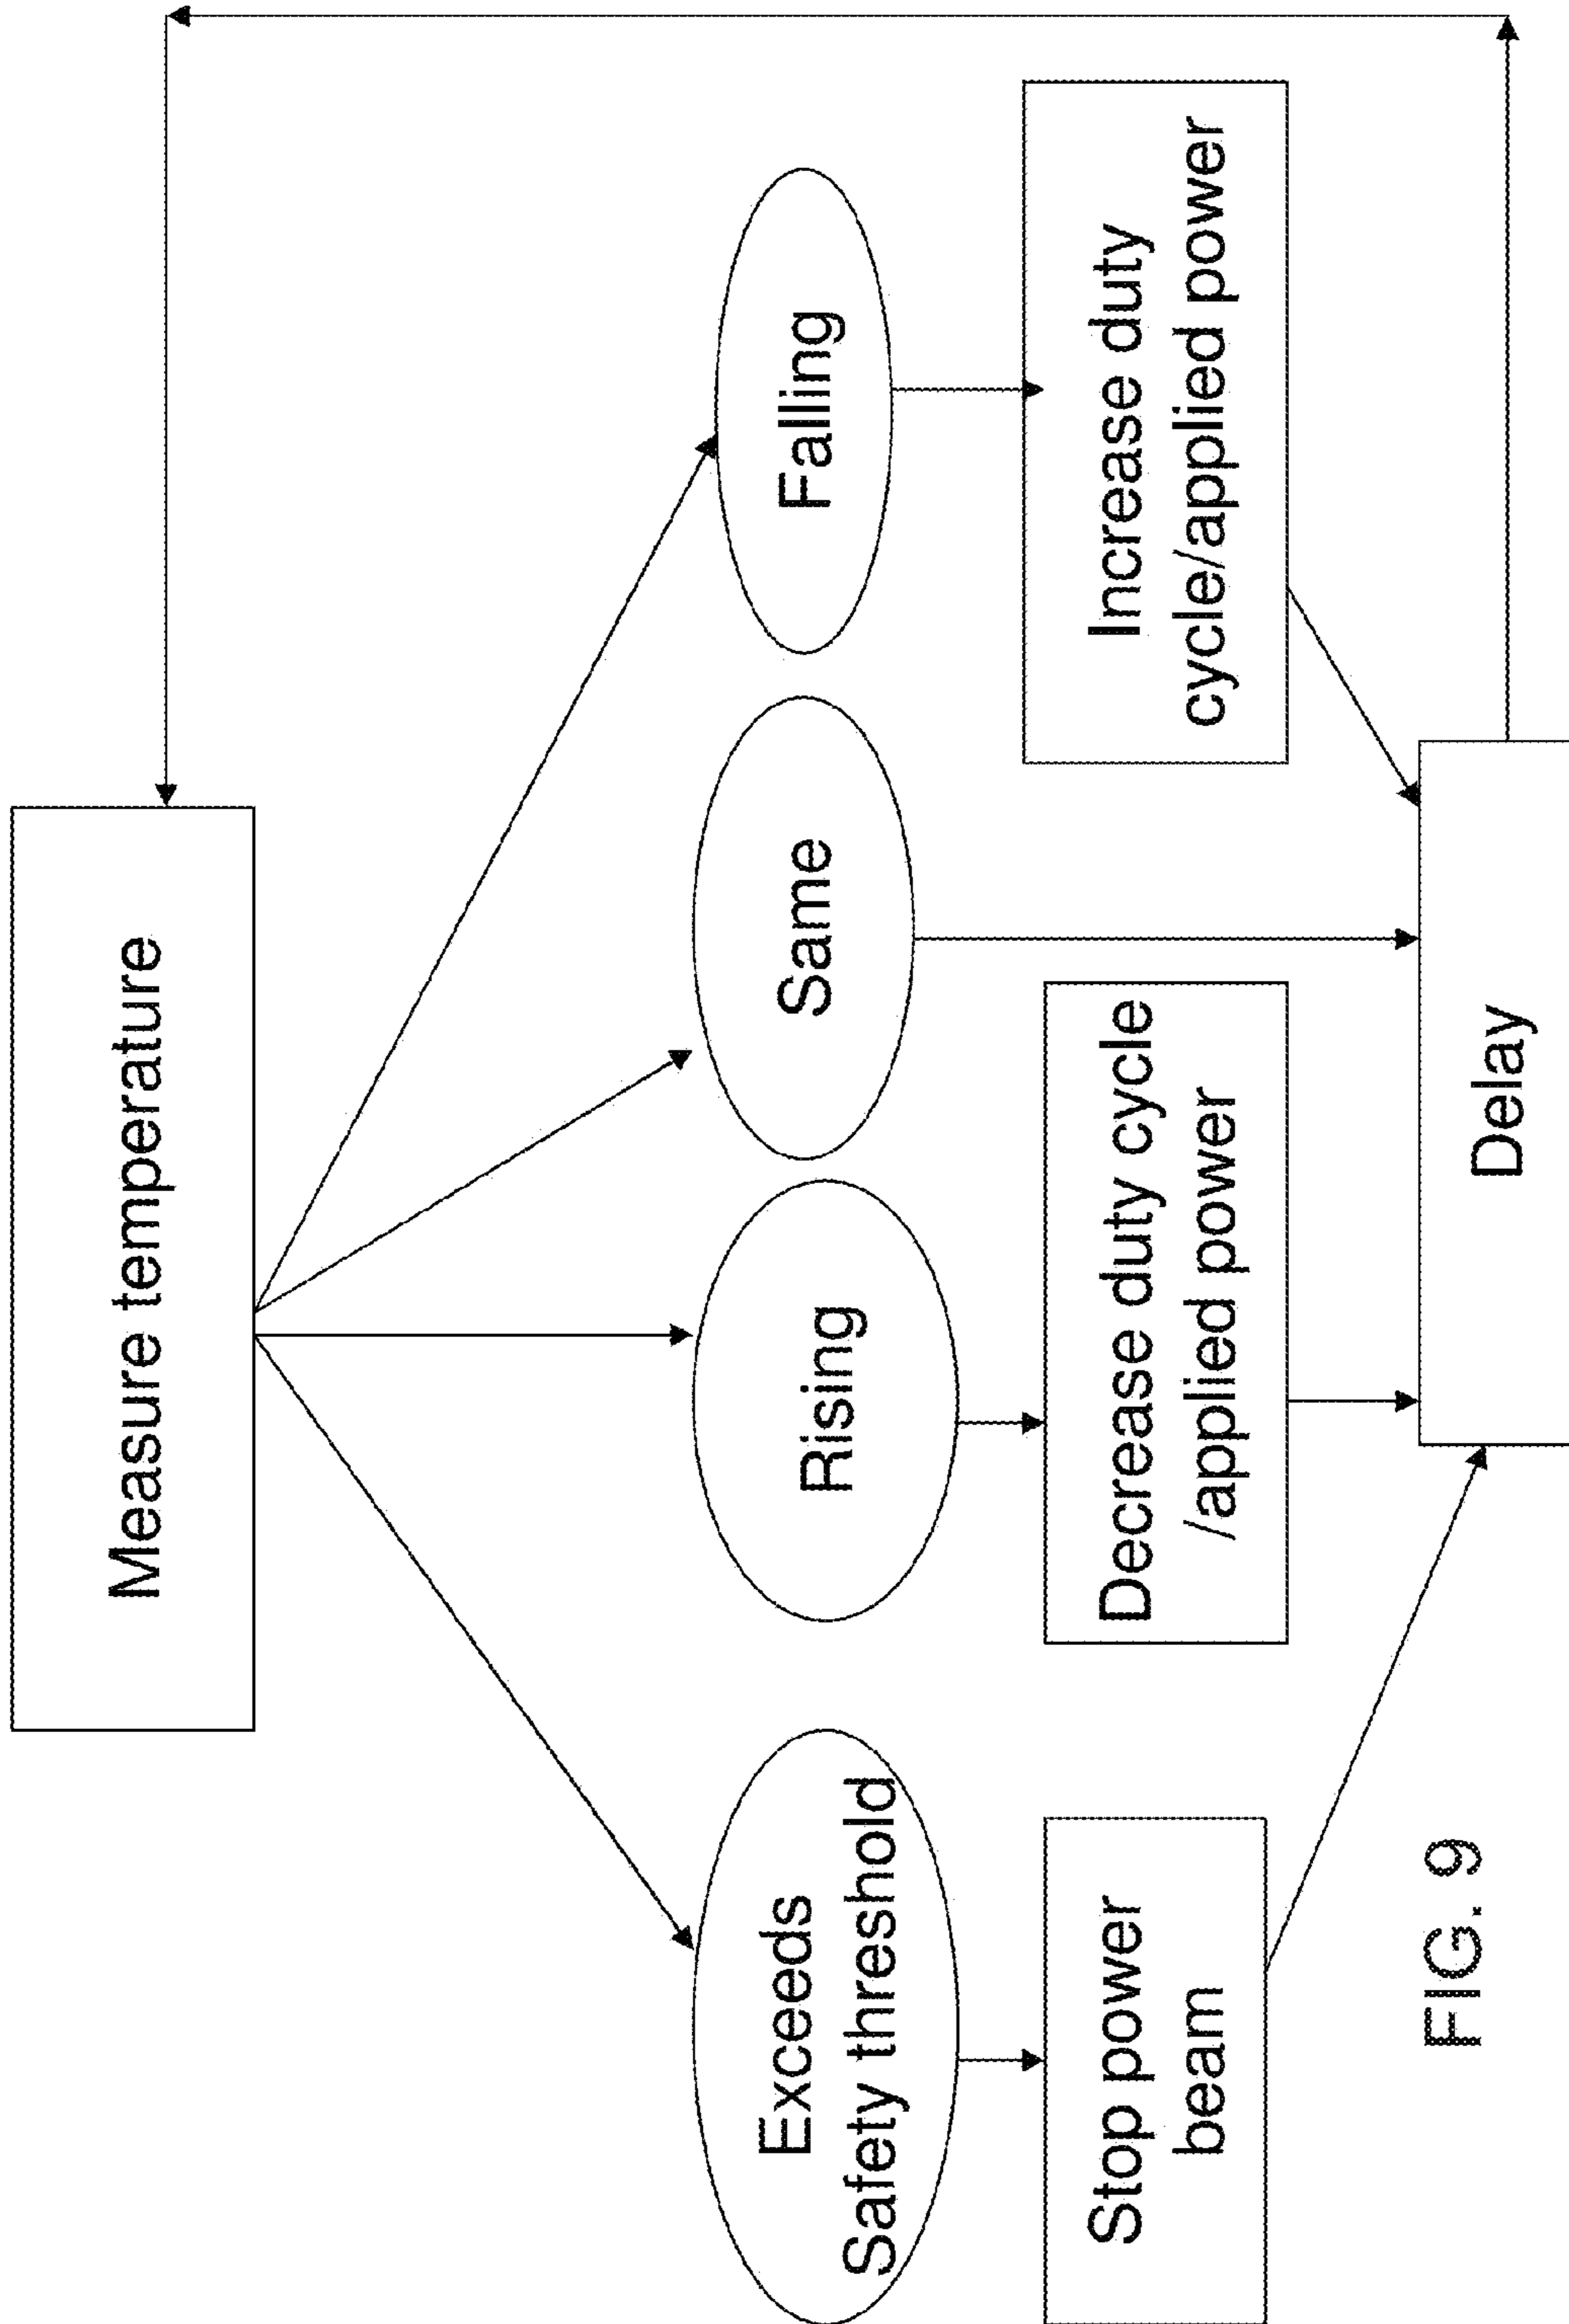 Measure temperature
Exceeds
Safety threshold
Rising
Same
Falling
Stop power
beam
Decrease duty cycle
/applied power
Increase duty
cycle/applied power
Delay
FIG. 9